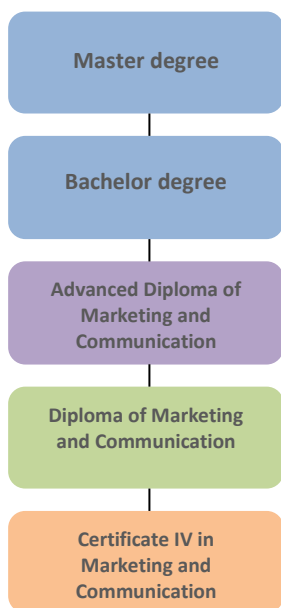 Master degree
Bachelor degree
Advanced Diploma of
Marketing and
Communication
Diploma of Marketing
and Communication
Certificate IV in
Marketing and
Communication